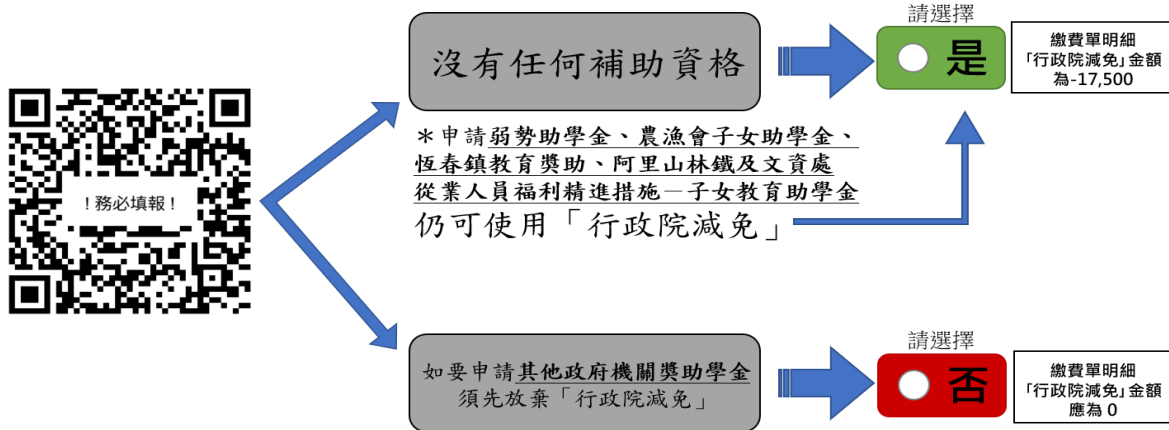 ！務必填報！
沒有任何補助資格
請選擇
是
繳費單明細
「行政院減免」金額
為-17,500
＊申請弱勢助學金、農漁會子女助學金、
恆春鎮教育獎助、阿里山林鐵及文資處
從業人員福利精進措施－子女教育助學金
仍可使用「行政院減免」
如要申請其他政府機關獎助學金
須先放棄「行政院減免」
請選擇
否
繳費單明細
「行政院減免」金額
應為 0